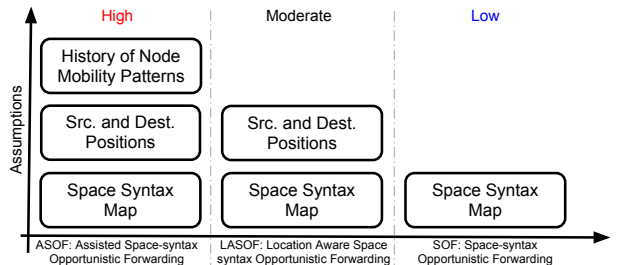 High
Moderate
Low
Assumptions
History of Node
Mobility Patterns
Src. and Dest.
Positions
Src. and Dest.
Positions
Space Syntax
Map
Space Syntax
Map
Space Syntax
Map
ASOF: Assisted Space-syntax
Opportunistic Forwarding
LASOF: Location Aware Space
syntax Opportunistic Forwarding
SOF: Space-syntax
Opportunistic Forwarding